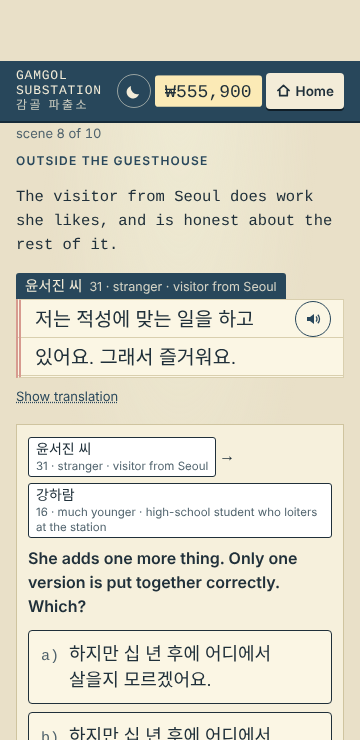 GAMGOL
SUBSTATION
감골 파출소
₩555,900
Home
scene 8 of 10
OUTSIDE THE GUESTHOUSE
The visitor from Seoul does work
she likes, and is honest about the
rest of it.
윤서진 씨 31 · stranger · visitor from Seoul
저는 적성에 맞는 일을 하고
있어요. 그래서 즐거워요.
Show translation
윤서진 씨
31 · stranger · visitor from Seoul
→
강하람
16 · much younger · high-school student who loiters
at the station
She adds one more thing. Only one
version is put together correctly.
Which?
a) 하지만 십 년 후에 어디에서
살을지 모르겠어요.
b) 하지만 십 년 후에 어디에서